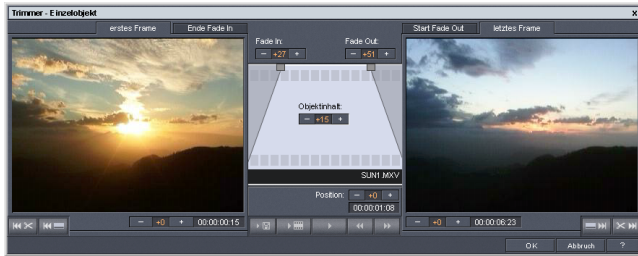 Trimmer - Einzelobjekt x
erstes Frame Ende Fade In
Start Fade Out letztes Frame
Fade In: Fade Out:
− +27 + − +51 +
Objektinhalt:
− +15 +
SUN1.MXV
Position: − +0 +
00:00:01:08
− +0 + 00:00:00:15
− +0 + 00:00:06:23
OK Abbruch ?